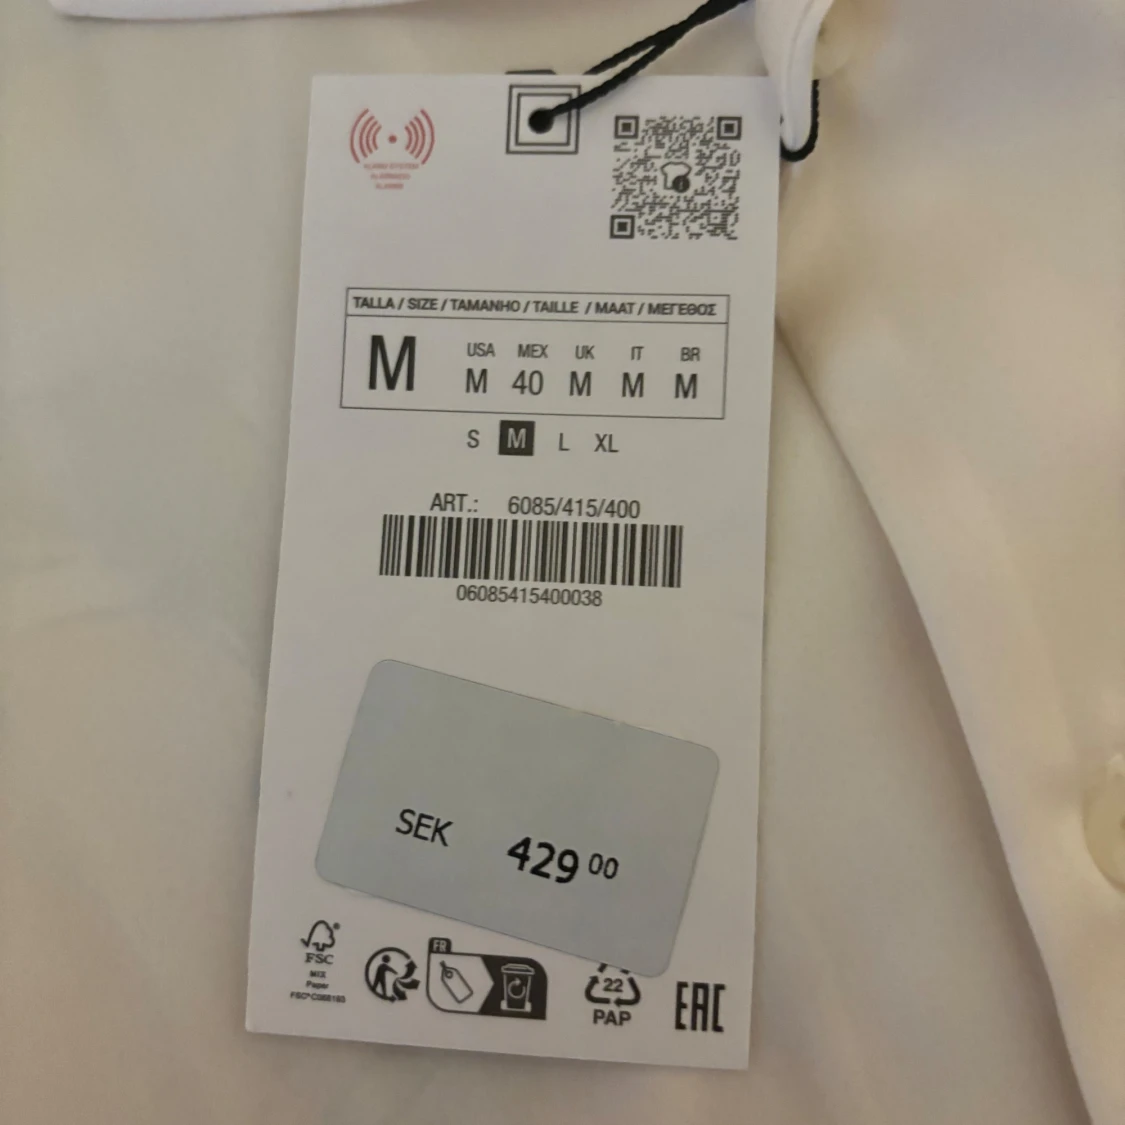 TALLA / SIZE / TAMANHO / TAILLE / MAAT / ΜΕΓΕΘΟΣ
M
USA MEX UK IT BR
M 40 M M M
S M L XL
ART.: 6085/415/400
06085415400038
SEK 429 00
FR
FSC
MIX
Paper
22
PAP
EAC